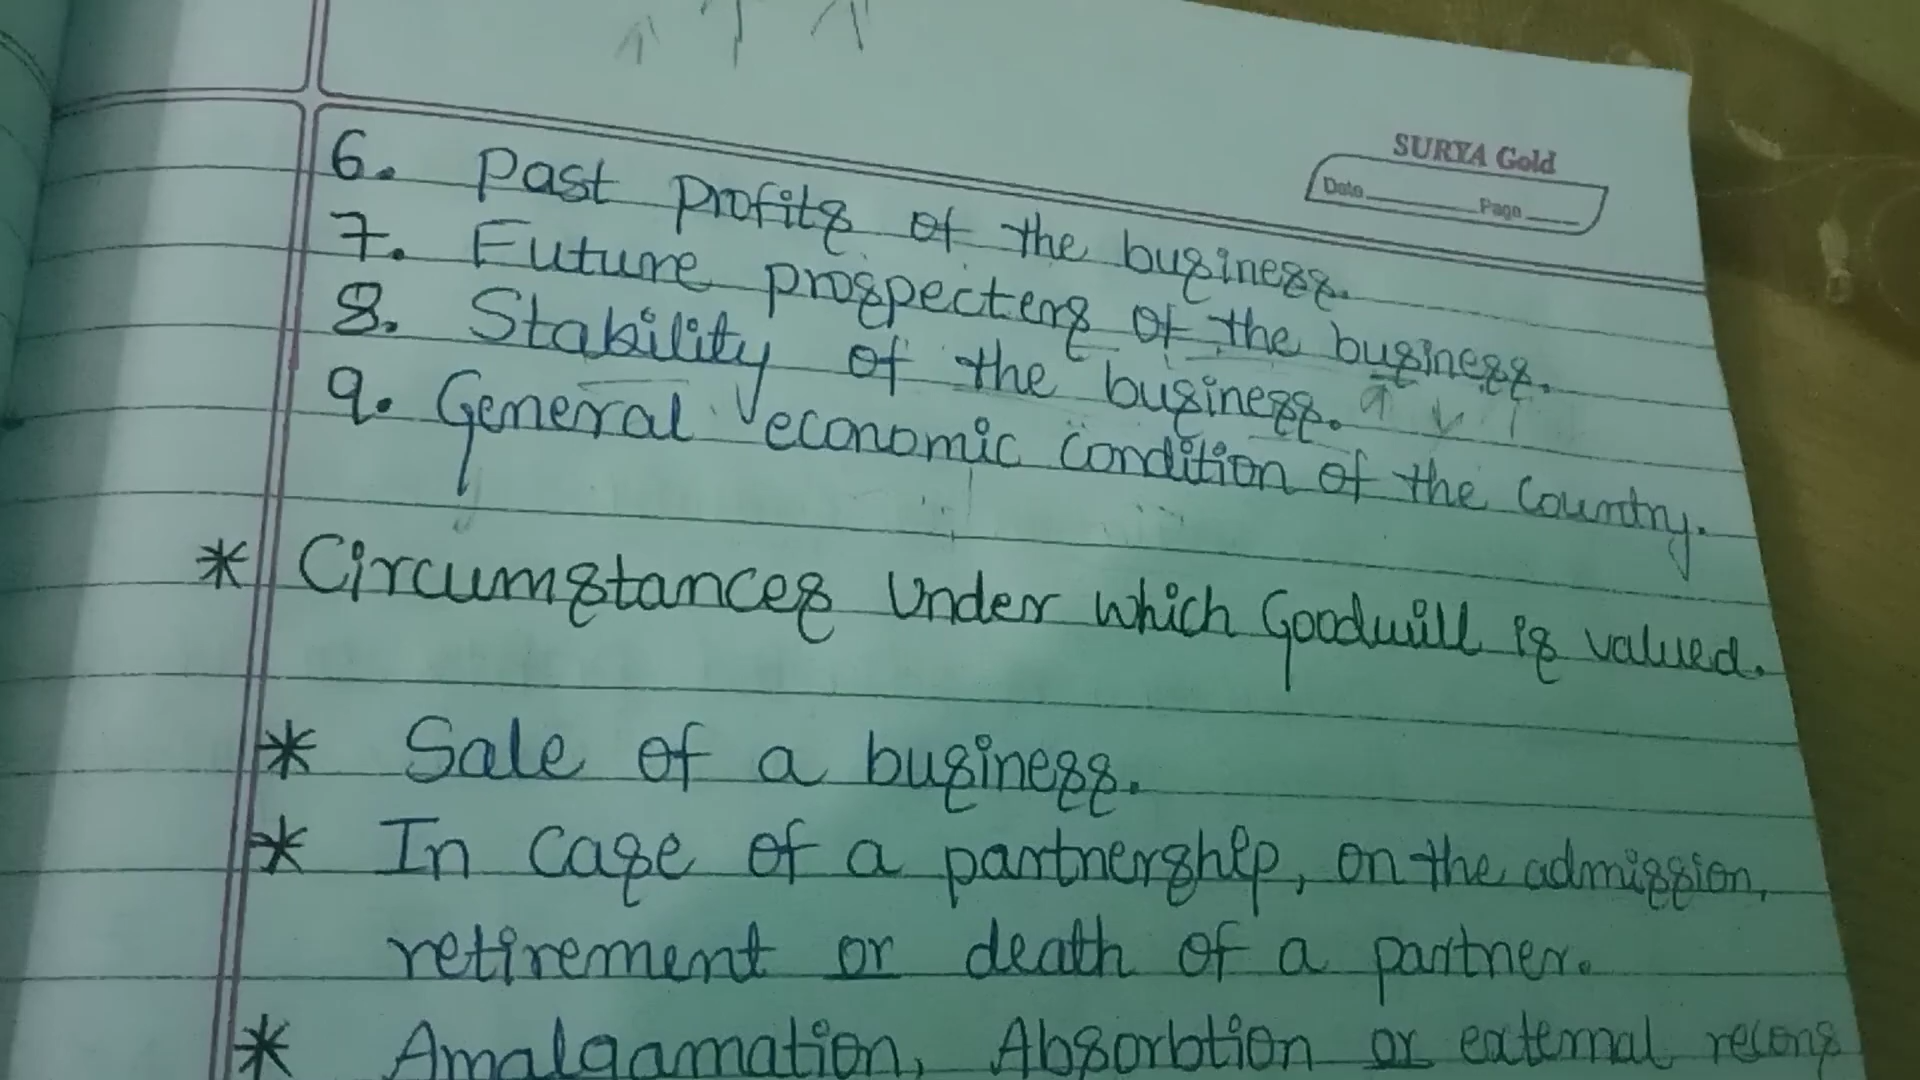 SURYA Gold
Date Page
6. Past profits of the business.
7. Future prospecters of the business.
8. Stability of the business.
9. General economic condition of the country.
* Circumstances Under which Goodwill is valued.
* Sale of a business.
* In case of a partnership, on the admission,
retirement or death of a partner.
* Amalgamation, Absorbtion or external recons